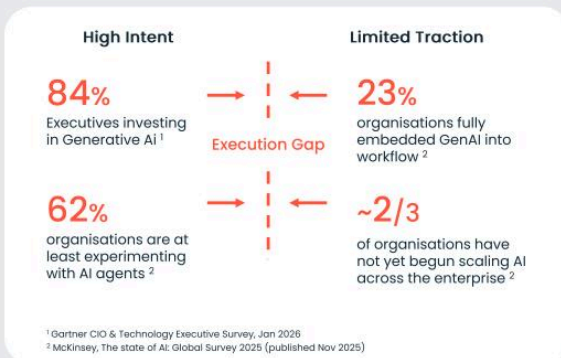 High Intent
Limited Traction
84%
Executives investing
in Generative Ai ¹
Execution Gap
23%
organisations fully
embedded GenAI into
workflow ²
62%
organisations are at
least experimenting
with AI agents ²
~2/3
of organisations have
not yet begun scaling AI
across the enterprise ²
¹ Gartner CIO & Technology Executive Survey, Jan 2026
² McKinsey, The state of AI: Global Survey 2025 (published Nov 2025)